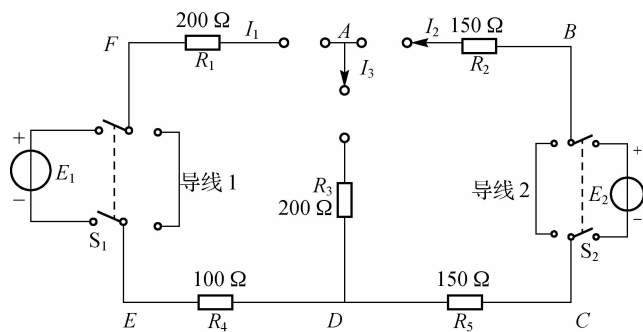 200 Ω I₁ A I₂ 150 Ω B
F R₁ I₃ R₂
+ +
E₁ 导线 1 R₃ 导线 2 E₂
− 200 Ω −
S₁ S₂
100 Ω 150 Ω
E R₄ D R₅ C